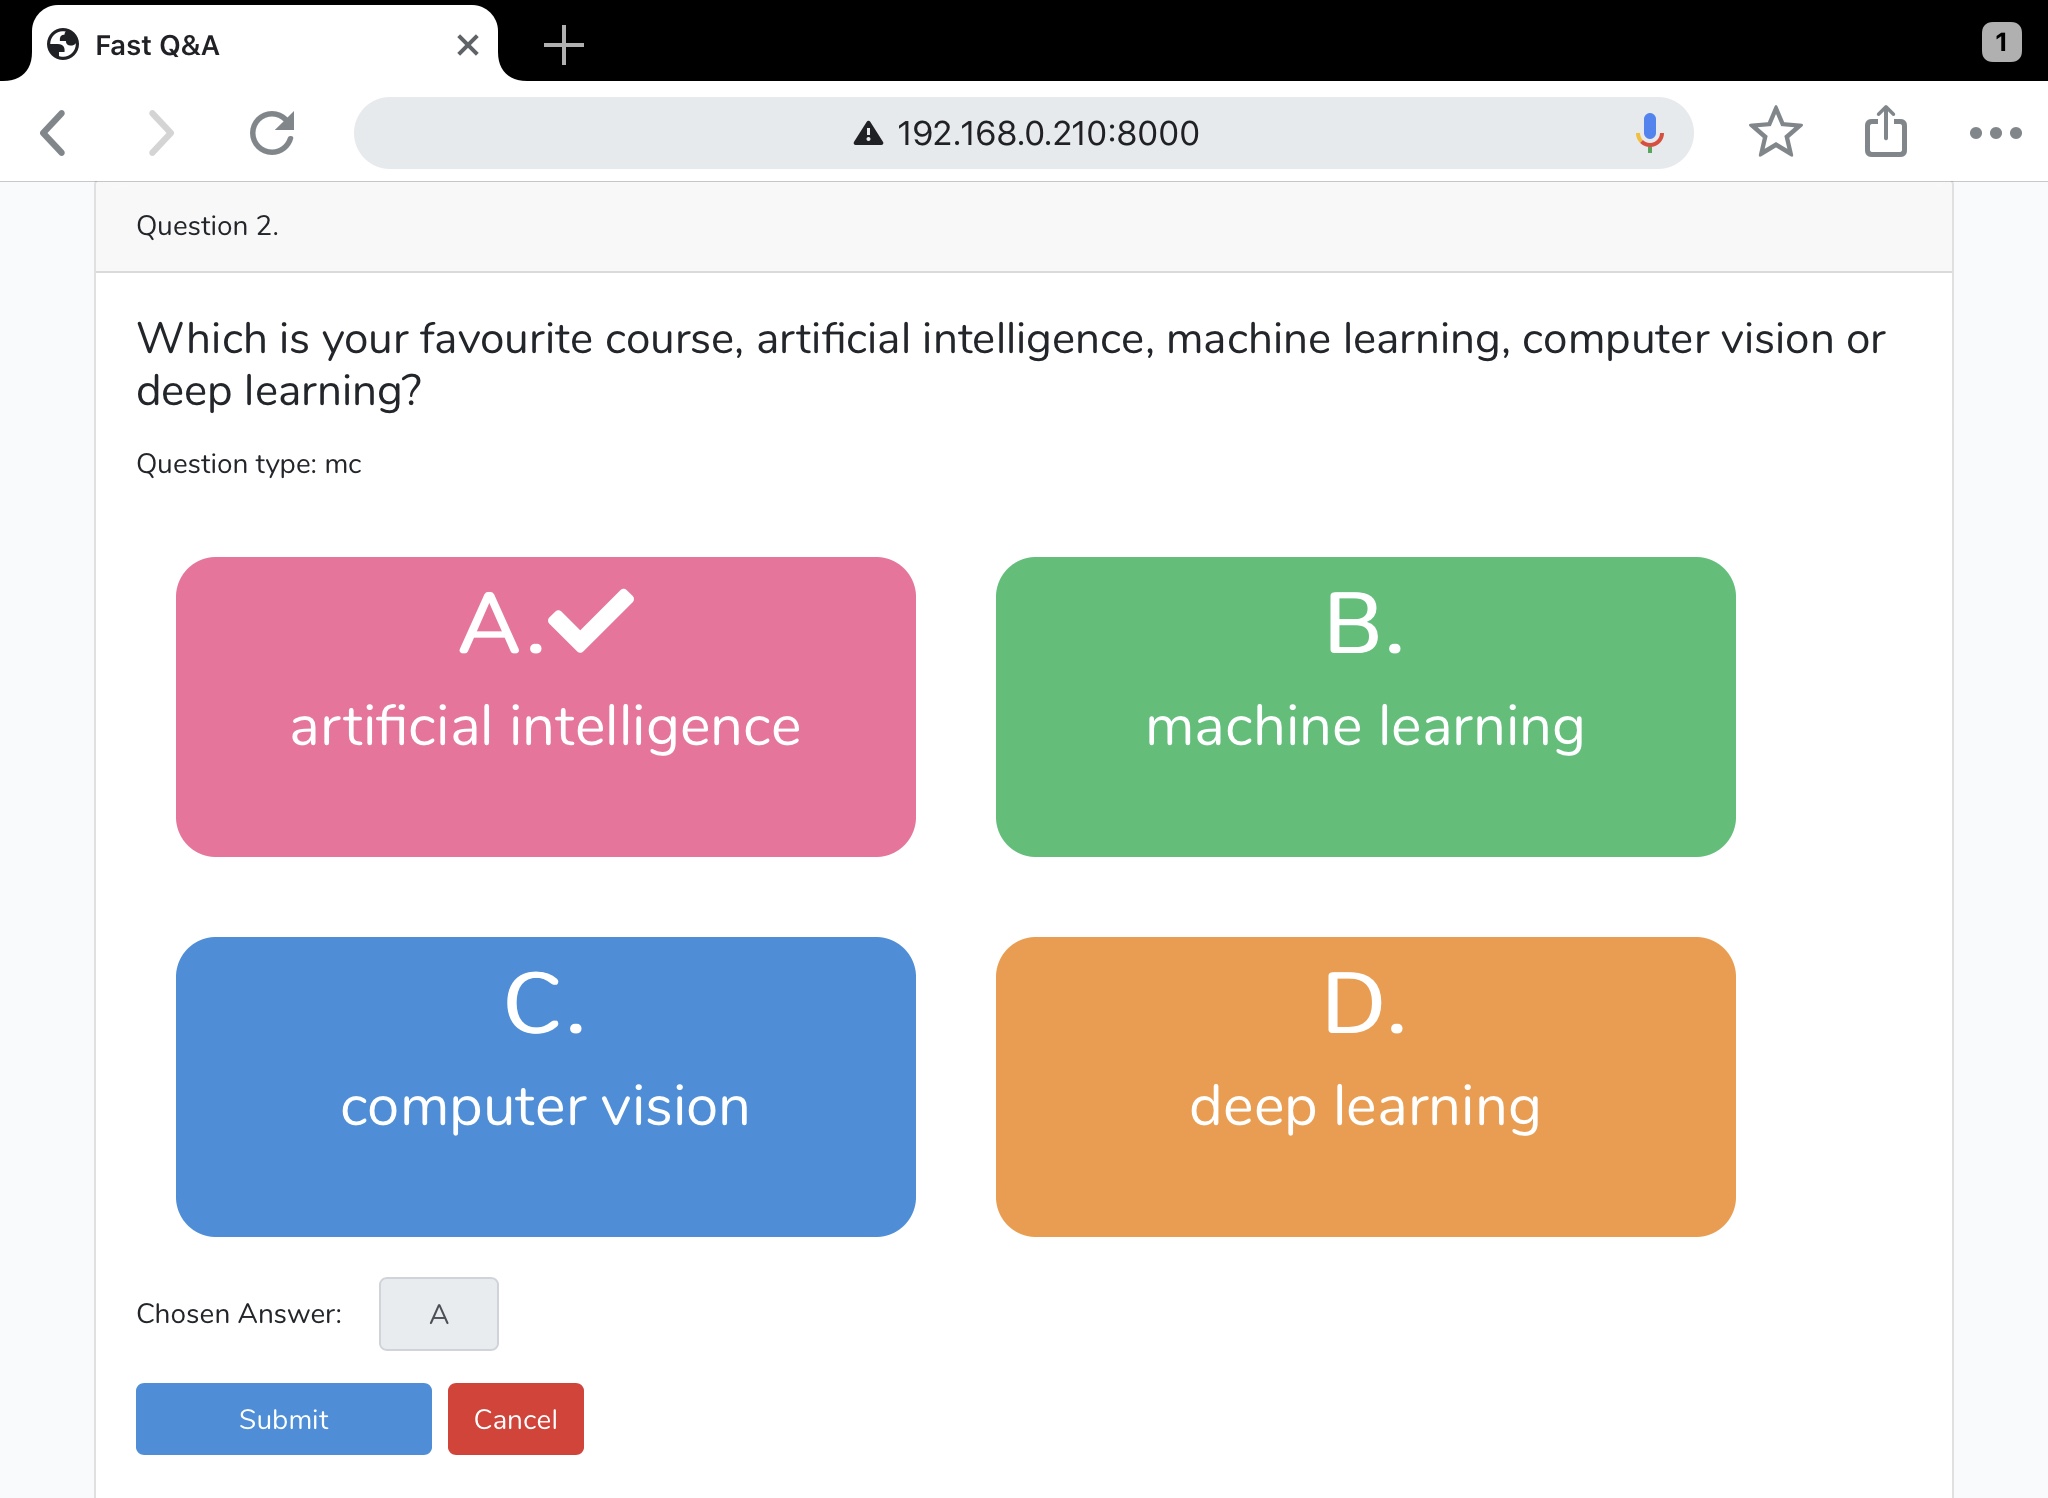 Fast Q&A
1
192.168.0.210:8000
Question 2.
Which is your favourite course, artificial intelligence, machine learning, computer vision or
deep learning?
Question type: mc
A.
artificial intelligence
B.
machine learning
C.
computer vision
D.
deep learning
Chosen Answer: A
Submit Cancel